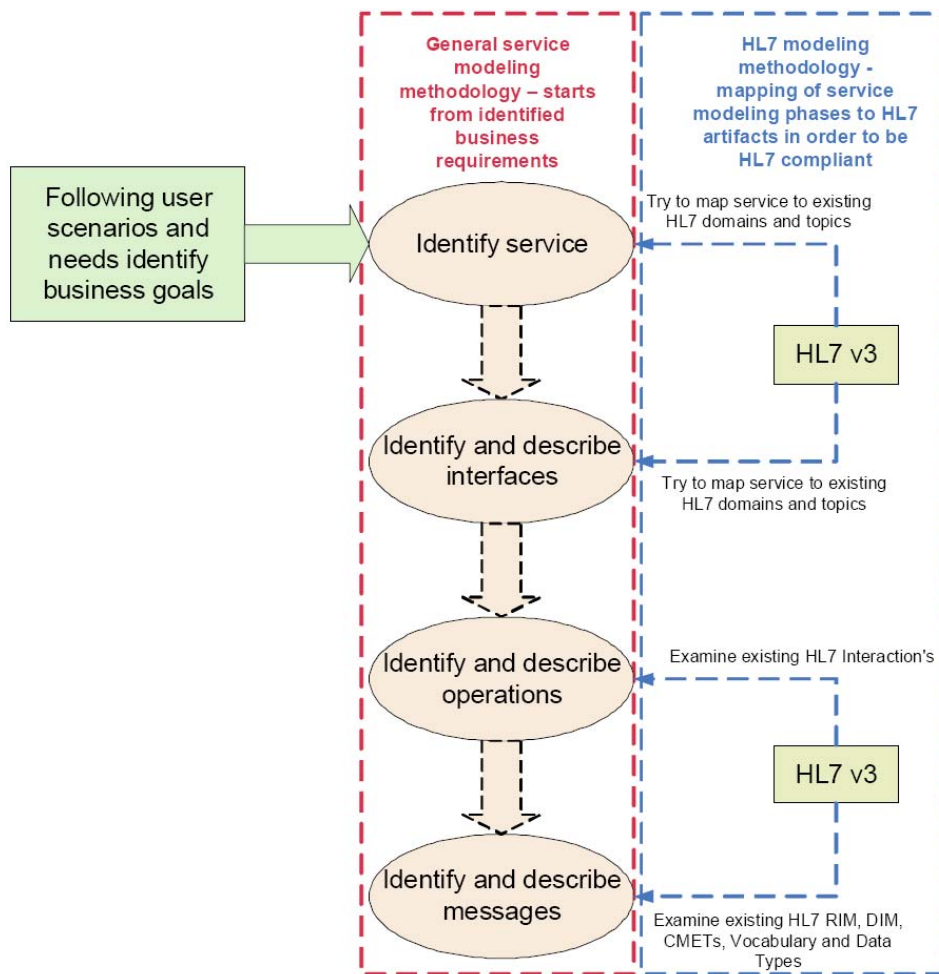 General service
modeling
methodology – starts
from identified
business
requirements
HL7 modeling
methodology -
mapping of service
modeling phases to HL7
artifacts in order to be
HL7 compliant
Following user
scenarios and
needs identify
business goals
Identify service
Try to map service to existing
HL7 domains and topics
HL7 v3
Identify and describe
interfaces
Try to map service to existing
HL7 domains and topics
Identify and describe
operations
Examine existing HL7 Interaction's
HL7 v3
Identify and describe
messages
Examine existing HL7 RIM, DIM,
CMETs, Vocabulary and Data
Types